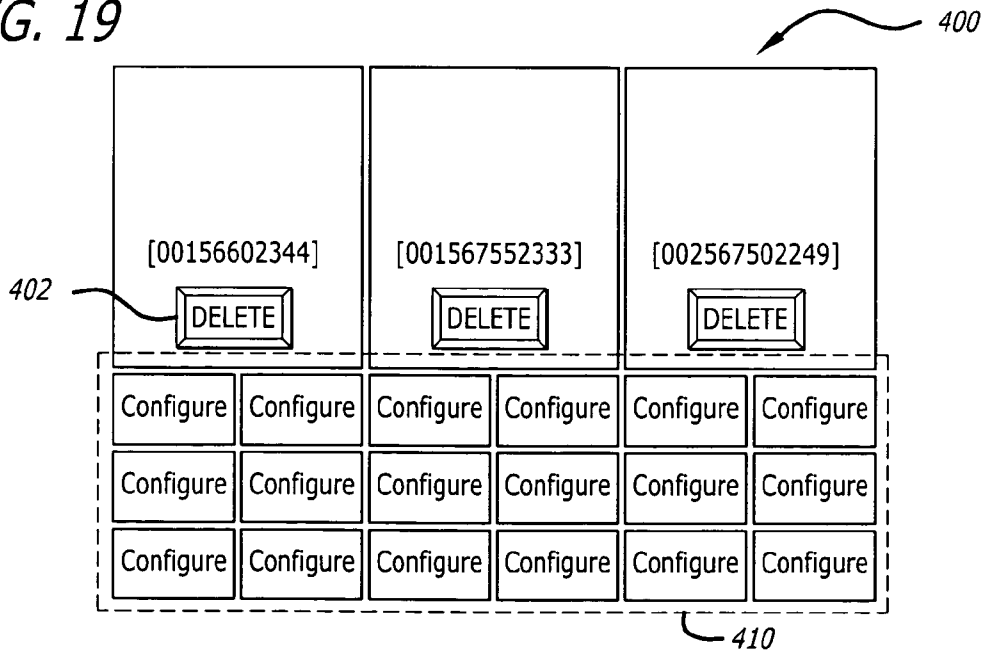 G. 19
400
[00156602344] [001567552333] [002567502249]
402 DELETE DELETE DELETE
Configure Configure Configure Configure Configure Configure
Configure Configure Configure Configure Configure Configure
Configure Configure Configure Configure Configure Configure
410